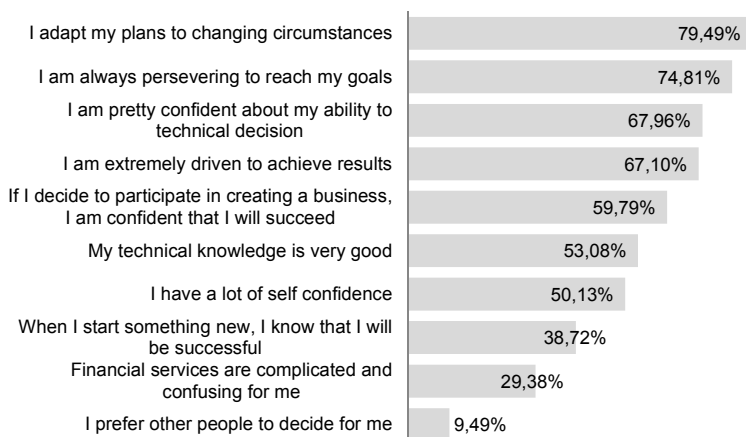 I adapt my plans to changing circumstances
79,49%
I am always persevering to reach my goals
74,81%
I am pretty confident about my ability to
technical decision
67,96%
I am extremely driven to achieve results
67,10%
If I decide to participate in creating a business,
I am confident that I will succeed
59,79%
My technical knowledge is very good
53,08%
I have a lot of self confidence
50,13%
When I start something new, I know that I will
be successful
38,72%
Financial services are complicated and
confusing for me
29,38%
I prefer other people to decide for me
9,49%